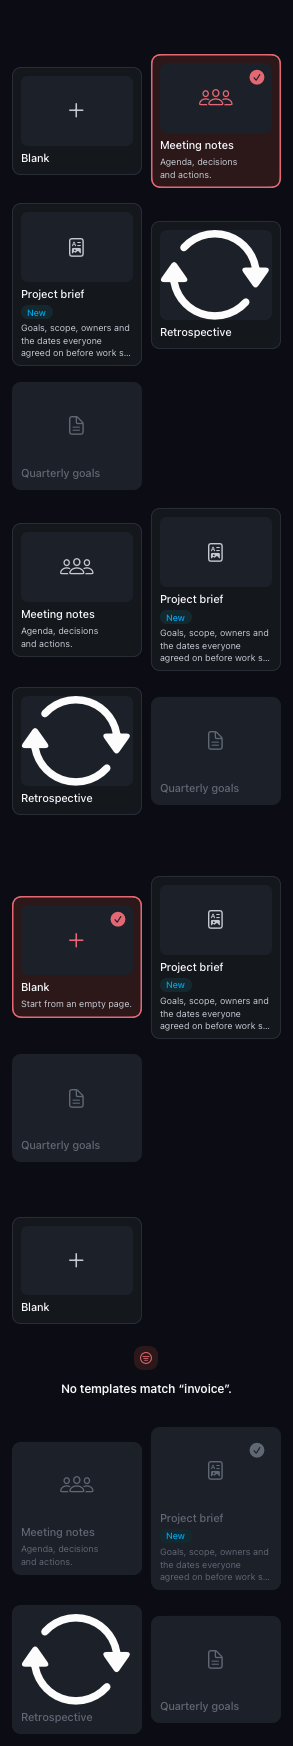 Blank
Meeting notes
Agenda, decisions
and actions.
Project brief
New
Goals, scope, owners and
the dates everyone
agreed on before work s...
Retrospective
Quarterly goals
Meeting notes
Agenda, decisions
and actions.
Project brief
New
Goals, scope, owners and
the dates everyone
agreed on before work s...
Retrospective
Quarterly goals
Blank
Start from an empty page.
Project brief
New
Goals, scope, owners and
the dates everyone
agreed on before work s...
Quarterly goals
Blank
No templates match “invoice”.
Meeting notes
Agenda, decisions
and actions.
Project brief
New
Goals, scope, owners and
the dates everyone
agreed on before work s...
Retrospective
Quarterly goals